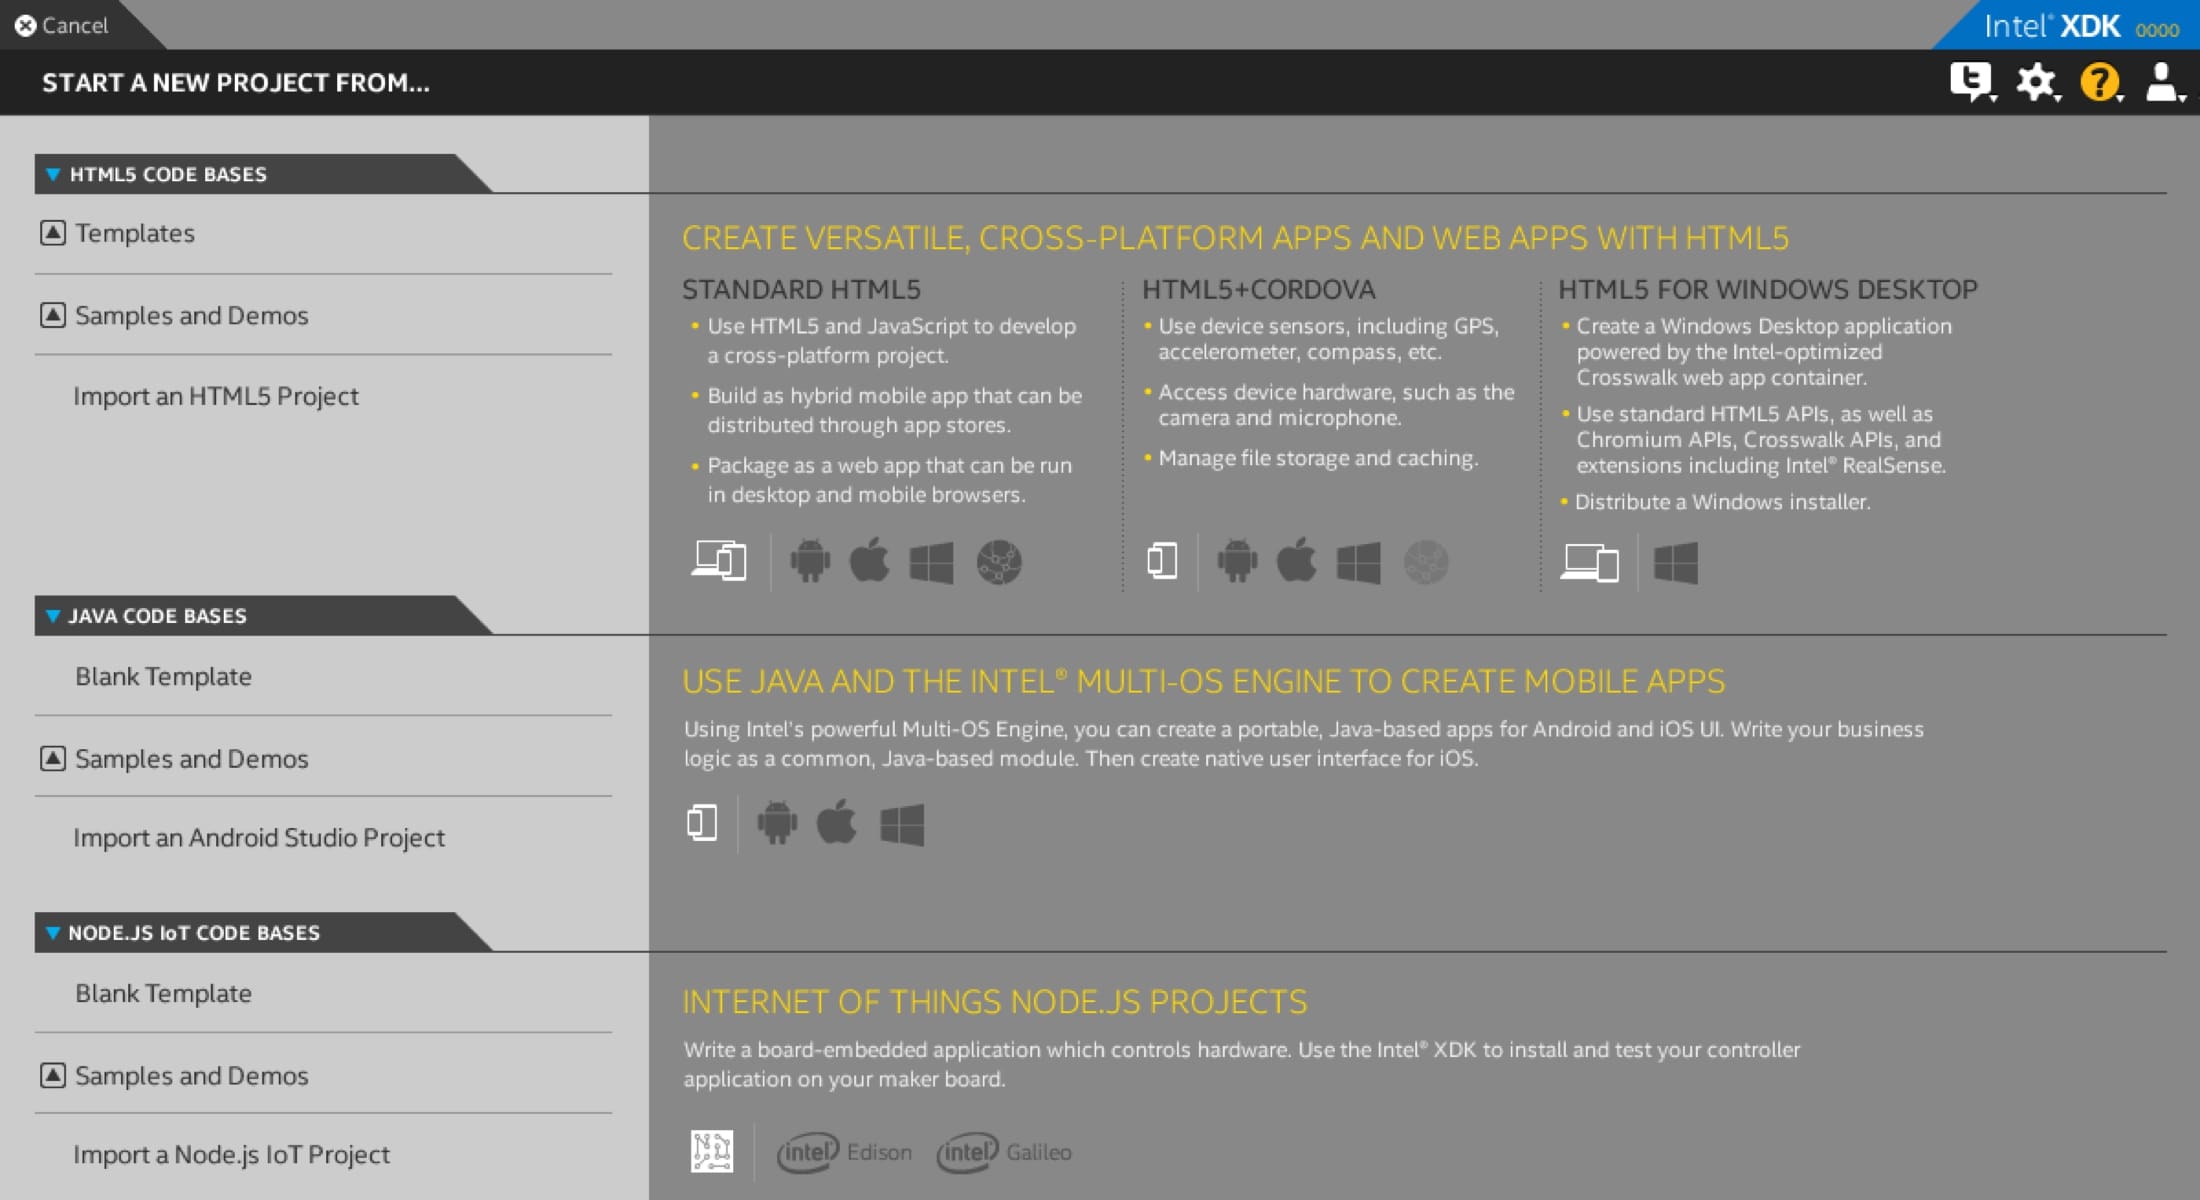 Cancel
Intel® XDK 0000
START A NEW PROJECT FROM...
HTML5 CODE BASES
Templates
Samples and Demos
Import an HTML5 Project
CREATE VERSATILE, CROSS-PLATFORM APPS AND WEB APPS WITH HTML5
STANDARD HTML5
• Use HTML5 and JavaScript to develop
a cross-platform project.
• Build as hybrid mobile app that can be
distributed through app stores.
• Package as a web app that can be run
in desktop and mobile browsers.
HTML5+CORDOVA
• Use device sensors, including GPS,
accelerometer, compass, etc.
• Access device hardware, such as the
camera and microphone.
• Manage file storage and caching.
HTML5 FOR WINDOWS DESKTOP
• Create a Windows Desktop application
powered by the Intel-optimized
Crosswalk web app container.
• Use standard HTML5 APIs, as well as
Chromium APIs, Crosswalk APIs, and
extensions including Intel® RealSense.
• Distribute a Windows installer.
JAVA CODE BASES
Blank Template
Samples and Demos
Import an Android Studio Project
USE JAVA AND THE INTEL® MULTI-OS ENGINE TO CREATE MOBILE APPS
Using Intel's powerful Multi-OS Engine, you can create a portable, Java-based apps for Android and iOS UI. Write your business
logic as a common, Java-based module. Then create native user interface for iOS.
NODE.JS IoT CODE BASES
Blank Template
Samples and Demos
Import a Node.js IoT Project
INTERNET OF THINGS NODE.JS PROJECTS
Write a board-embedded application which controls hardware. Use the Intel® XDK to install and test your controller
application on your maker board.
intel Edison
intel Galileo